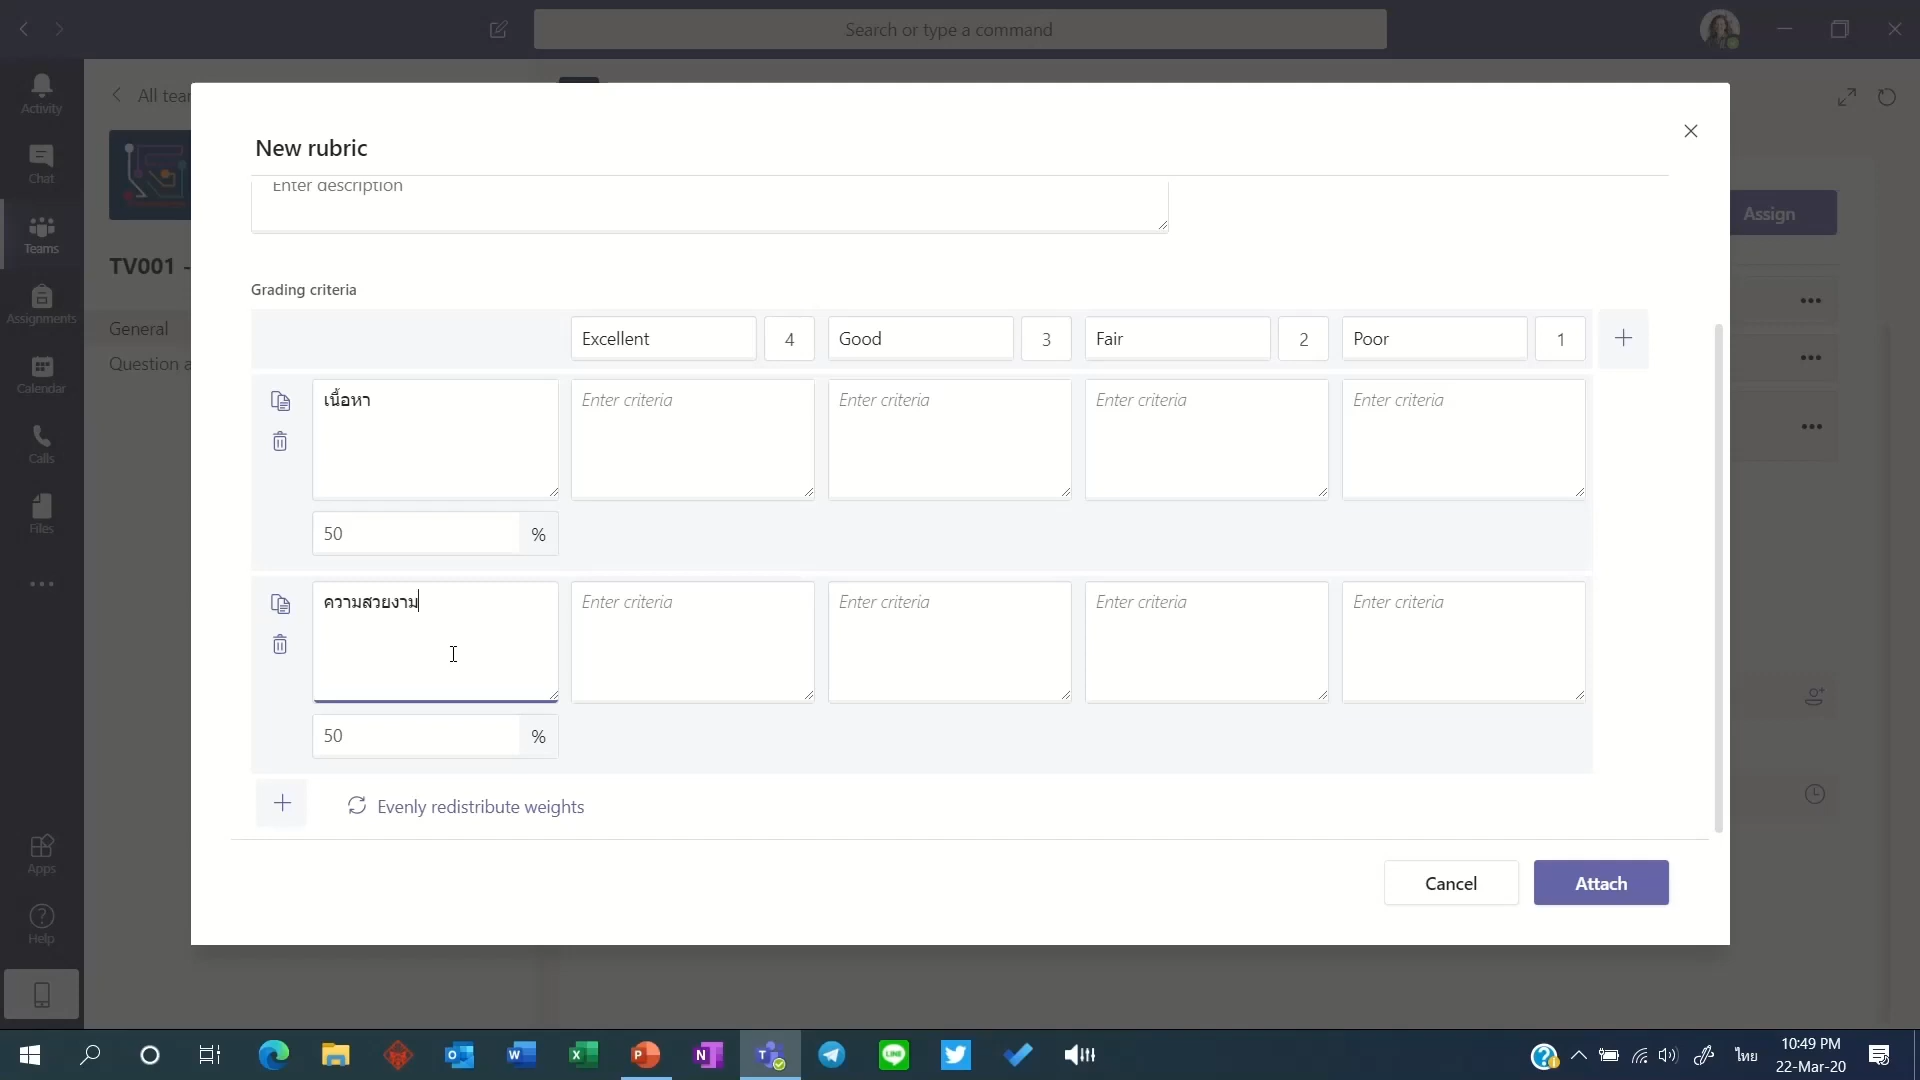 Search or type a command
Activity
Chat
Teams
Assignments
Calendar
Calls
Files
Apps
Help
All tea
TV001 -
General
Question a
Assign
New rubric
Enter description
Grading criteria
Excellent 4 Good 3 Fair 2 Poor 1
เนื้อหา Enter criteria Enter criteria Enter criteria Enter criteria
50 %
ความสวยงาม Enter criteria Enter criteria Enter criteria Enter criteria
50 %
Evenly redistribute weights
Cancel Attach
ไทย
10:49 PM
22-Mar-20